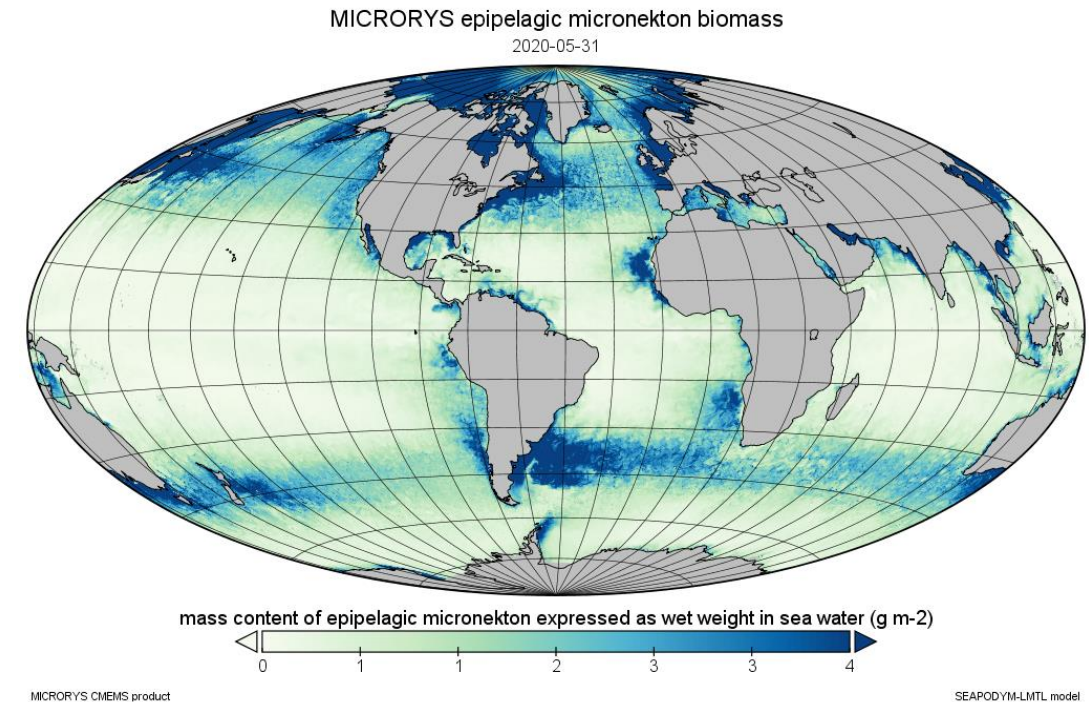 MICRORYS epipelagic micronekton biomass
2020-05-31
mass content of epipelagic micronekton expressed as wet weight in sea water (g m-2)
0 1 1 2 3 3 4
MICRORYS CMEMS product
SEAPODYM-LMTL model